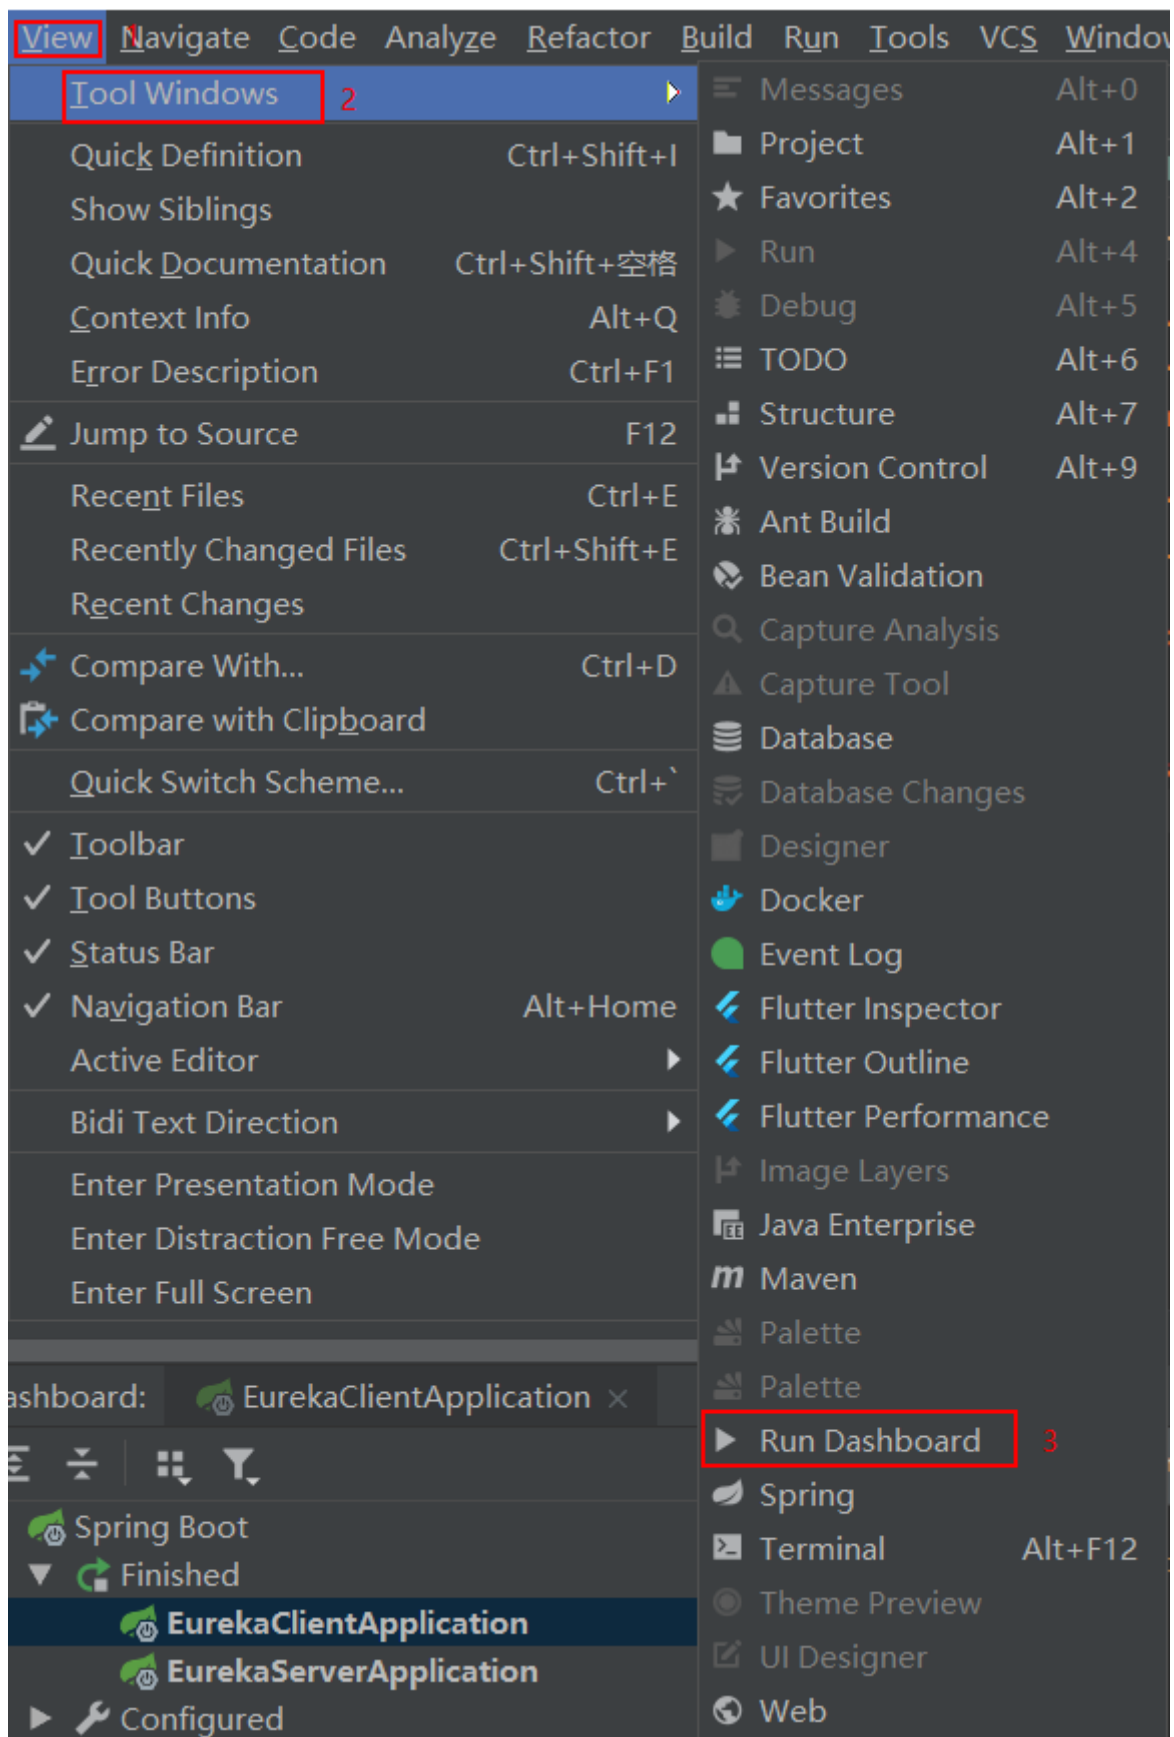 View Navigate Code Analyze Refactor Build Run Tools VCS Window
1
Tool Windows 2
Quick Definition Ctrl+Shift+I
Show Siblings
Quick Documentation Ctrl+Shift+空格
Context Info Alt+Q
Error Description Ctrl+F1
Jump to Source F12
Recent Files Ctrl+E
Recently Changed Files Ctrl+Shift+E
Recent Changes
Compare With... Ctrl+D
Compare with Clipboard
Quick Switch Scheme... Ctrl+`
Toolbar
Tool Buttons
Status Bar
Navigation Bar Alt+Home
Active Editor
Bidi Text Direction
Enter Presentation Mode
Enter Distraction Free Mode
Enter Full Screen
Messages Alt+0
Project Alt+1
Favorites Alt+2
Run Alt+4
Debug Alt+5
TODO Alt+6
Structure Alt+7
Version Control Alt+9
Ant Build
Bean Validation
Capture Analysis
Capture Tool
Database
Database Changes
Designer
Docker
Event Log
Flutter Inspector
Flutter Outline
Flutter Performance
Image Layers
Java Enterprise
Maven
Palette
Palette
Run Dashboard 3
Spring
Terminal Alt+F12
Theme Preview
UI Designer
Web
ashboard: EurekaClientApplication
Spring Boot
Finished
EurekaClientApplication
EurekaServerApplication
Configured